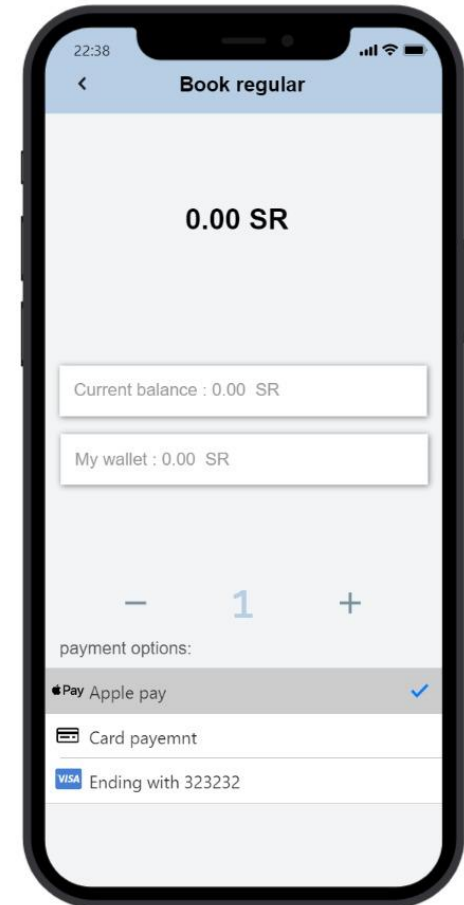 22:38
Book regular
0.00 SR
Current balance : 0.00 SR
My wallet : 0.00 SR
1
payment options:
Pay Apple pay
Card payemnt
VISA Ending with 323232